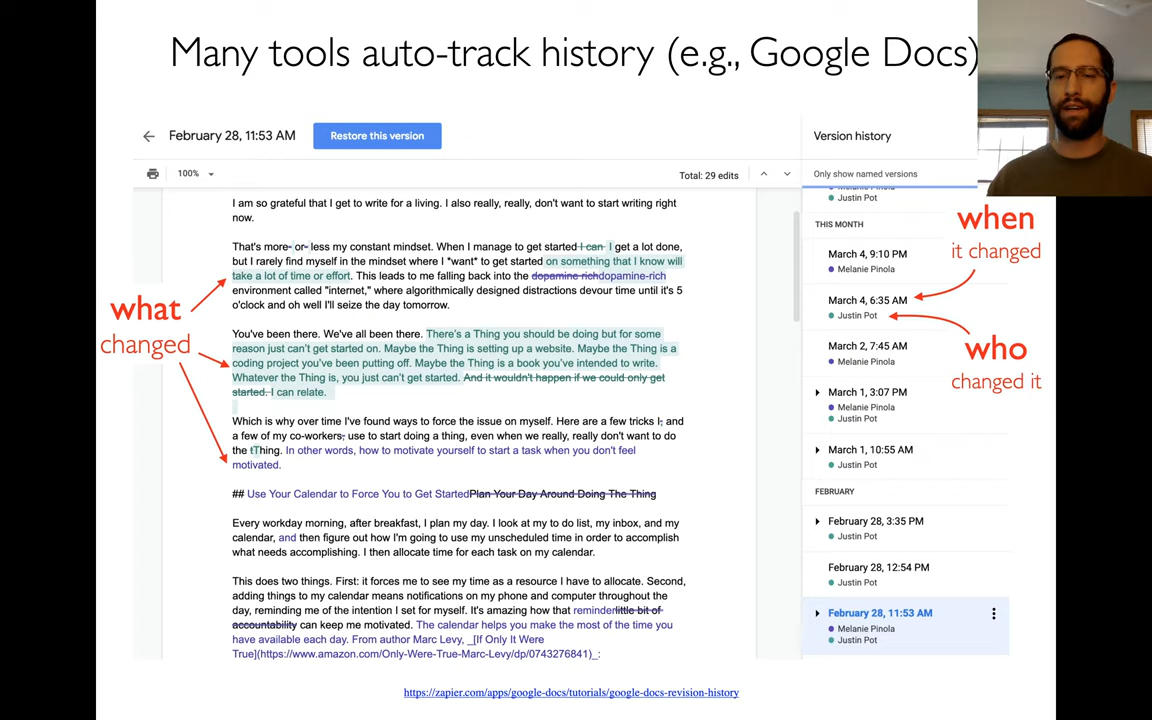 Many tools auto-track history (e.g., Google Docs)
February 28, 11:53 AM
Restore this version
Version history
100%
Total: 29 edits
Only show named versions
I am so grateful that I get to write for a living. I also really, really, don't want to start writing right
now.
That's more- or- less my constant mindset. When I manage to get started I can I get a lot done,
but I rarely find myself in the mindset where I *want* to get started on something that I know will
take a lot of time or effort. This leads to me falling back into the dopamine richdopamine-rich
environment called "internet," where algorithmically designed distractions devour time until it's 5
o'clock and oh well I'll seize the day tomorrow.
You've been there. We've all been there. There's a Thing you should be doing but for some
reason just can't get started on. Maybe the Thing is setting up a website. Maybe the Thing is a
coding project you've been putting off. Maybe the Thing is a book you've intended to write.
Whatever the Thing is, you just can't get started. And it wouldn't happen if we could only get
started. I can relate.
Which is why over time I've found ways to force the issue on myself. Here are a few tricks I, and
a few of my co-workers, use to start doing a thing, even when we really, really don't want to do
the tThing. In other words, how to motivate yourself to start a task when you don't feel
motivated.
## Use Your Calendar to Force You to Get StartedPlan Your Day Around Doing The Thing
Every workday morning, after breakfast, I plan my day. I look at my to do list, my inbox, and my
calendar, and then figure out how I'm going to use my unscheduled time in order to accomplish
what needs accomplishing. I then allocate time for each task on my calendar.
This does two things. First: it forces me to see my time as a resource I have to allocate. Second,
adding things to my calendar means notifications on my phone and computer throughout the
day, reminding me of the intention I set for myself. It's amazing how that reminderlittle bit of
accountability can keep me motivated. The calendar helps you make the most of the time you
have available each day. From author Marc Levy, _[If Only It Were
True](https://www.amazon.com/Only-Were-True-Marc-Levy/dp/0743276841)_:
what
changed
Melanie Pinola
Justin Pot
THIS MONTH
March 4, 9:10 PM
Melanie Pinola
March 4, 6:35 AM
Justin Pot
March 2, 7:45 AM
Melanie Pinola
March 1, 3:07 PM
Melanie Pinola
Justin Pot
March 1, 10:55 AM
Justin Pot
FEBRUARY
February 28, 3:35 PM
Justin Pot
February 28, 12:54 PM
Justin Pot
February 28, 11:53 AM
Melanie Pinola
Justin Pot
when
it changed
who
changed it
https://zapier.com/apps/google-docs/tutorials/google-docs-revision-history